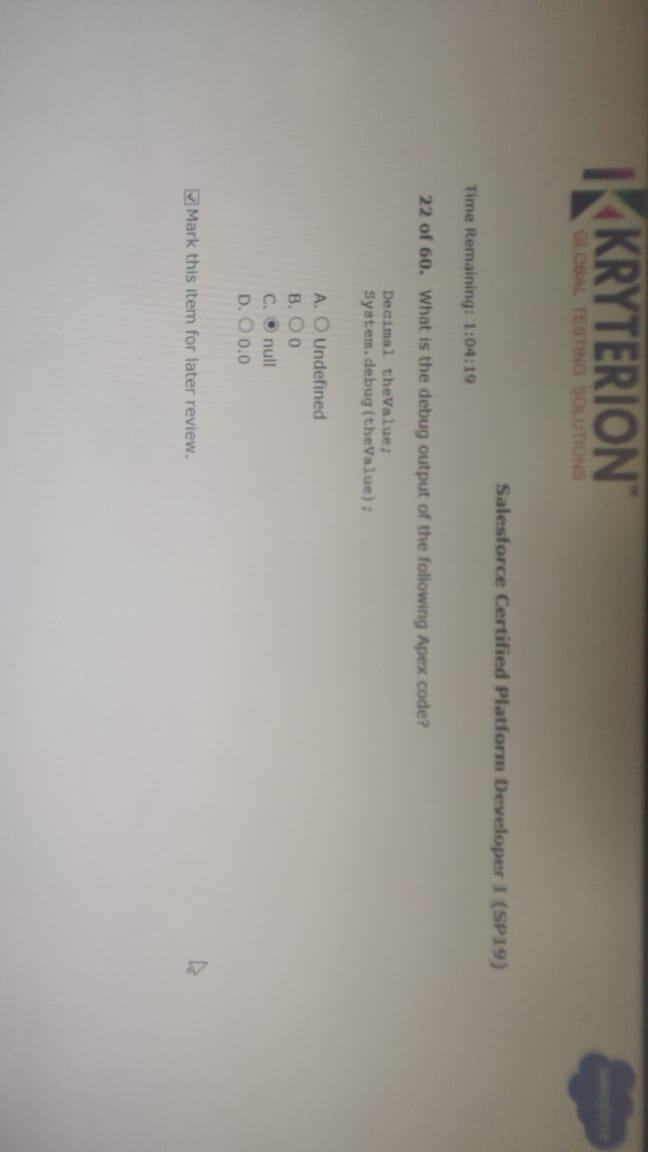 KRYTERION™
GLOBAL TESTING SOLUTIONS
salesforce
Salesforce Certified Platform Developer I (SP19)
Time Remaining: 1:04:19
22 of 60. What is the debug output of the following Apex code?
Decimal theValue;
System.debug(theValue);
A. Undefined
B. 0
C. null
D. 0.0
Mark this item for later review.